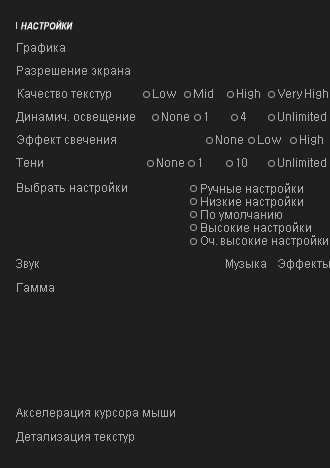 НАСТРОЙКИ
Графика
Разрешение экрана
Качество текстур Low Mid High Very High
Динамич. освещение None 1 4 Unlimited
Эффект свечения None Low High
Тени None 1 10 Unlimited
Выбрать настройки Ручные настройки
Низкие настройки
По умолчанию
Высокие настройки
Оч. высокие настройки
Звук Музыка Эффекты
Гамма
Акселерация курсора мыши
Детализация текстур